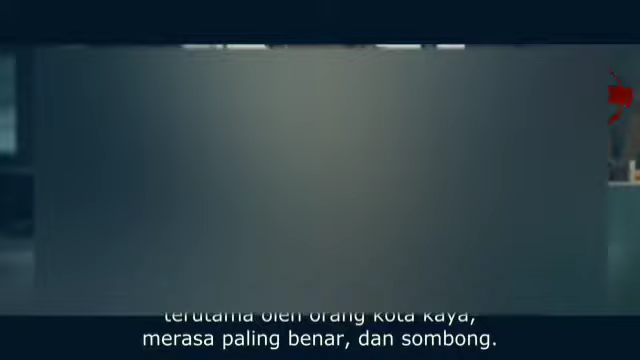 terutama oleh orang kota kaya,
merasa paling benar, dan sombong.